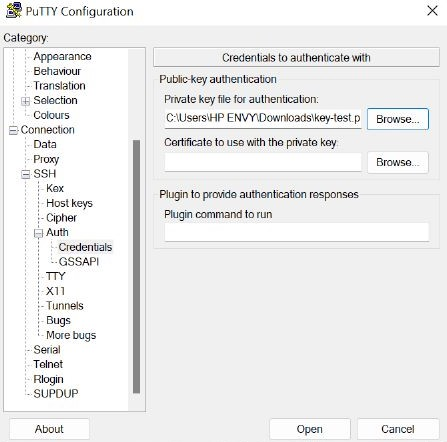 PuTTY Configuration
Category:
Appearance
Behaviour
Translation
Selection
Colours
Connection
Data
Proxy
SSH
Kex
Host keys
Cipher
Auth
Credentials
GSSAPI
TTY
X11
Tunnels
Bugs
More bugs
Serial
Telnet
Rlogin
SUPDUP
Credentials to authenticate with
Public-key authentication
Private key file for authentication:
C:\Users\HP ENVY\Downloads\key-test.p
Browse...
Certificate to use with the private key:
Browse...
Plugin to provide authentication responses
Plugin command to run
About
Open
Cancel